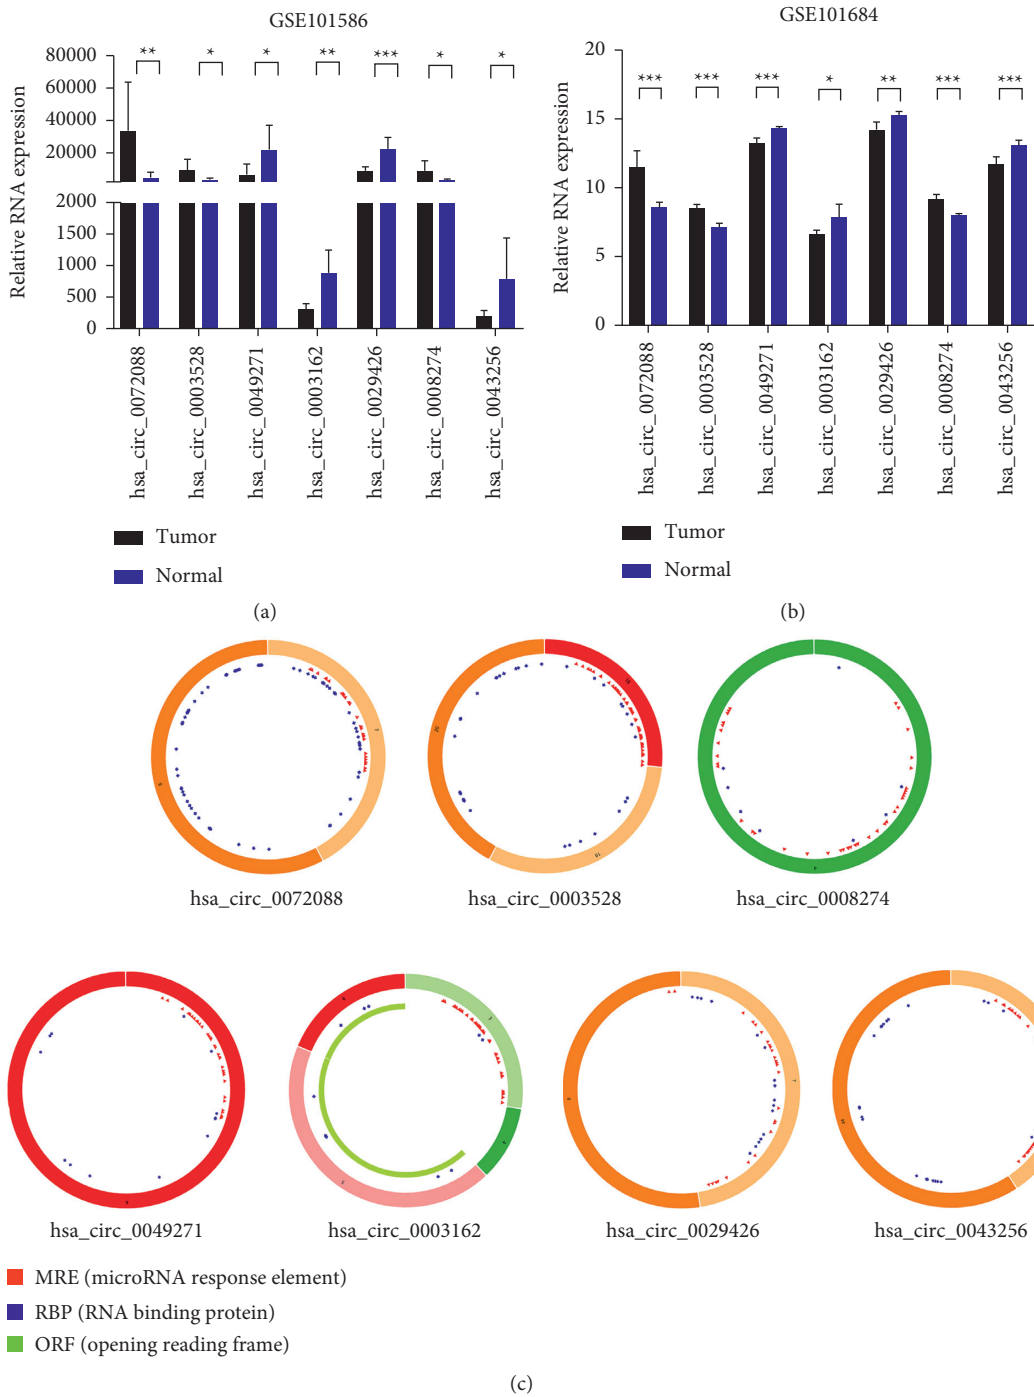 GSE101586
Relative RNA expression
80000
60000
40000
20000
2000
1500
1000
500
0
** * * ** *** * *
hsa_circ_0072088
hsa_circ_0003528
hsa_circ_0049271
hsa_circ_0003162
hsa_circ_0029426
hsa_circ_0008274
hsa_circ_0043256
Tumor
Normal
(a)
GSE101684
Relative RNA expression
20
15
10
5
0
*** *** *** * ** *** ***
hsa_circ_0072088
hsa_circ_0003528
hsa_circ_0049271
hsa_circ_0003162
hsa_circ_0029426
hsa_circ_0008274
hsa_circ_0043256
Tumor
Normal
(b)
hsa_circ_0072088
hsa_circ_0003528
hsa_circ_0008274
hsa_circ_0049271
hsa_circ_0003162
hsa_circ_0029426
hsa_circ_0043256
MRE (microRNA response element)
RBP (RNA binding protein)
ORF (opening reading frame)
(c)